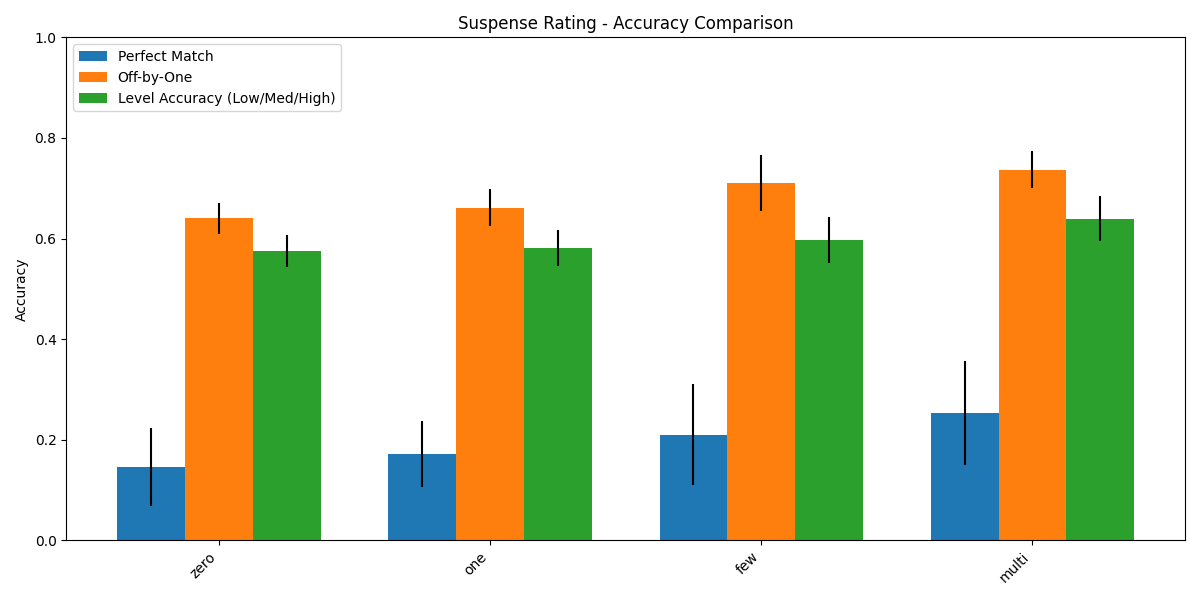 Suspense Rating - Accuracy Comparison
Perfect Match
Off-by-One
Level Accuracy (Low/Med/High)
Accuracy
1.0
0.8
0.6
0.4
0.2
0.0
zero
one
few
multi